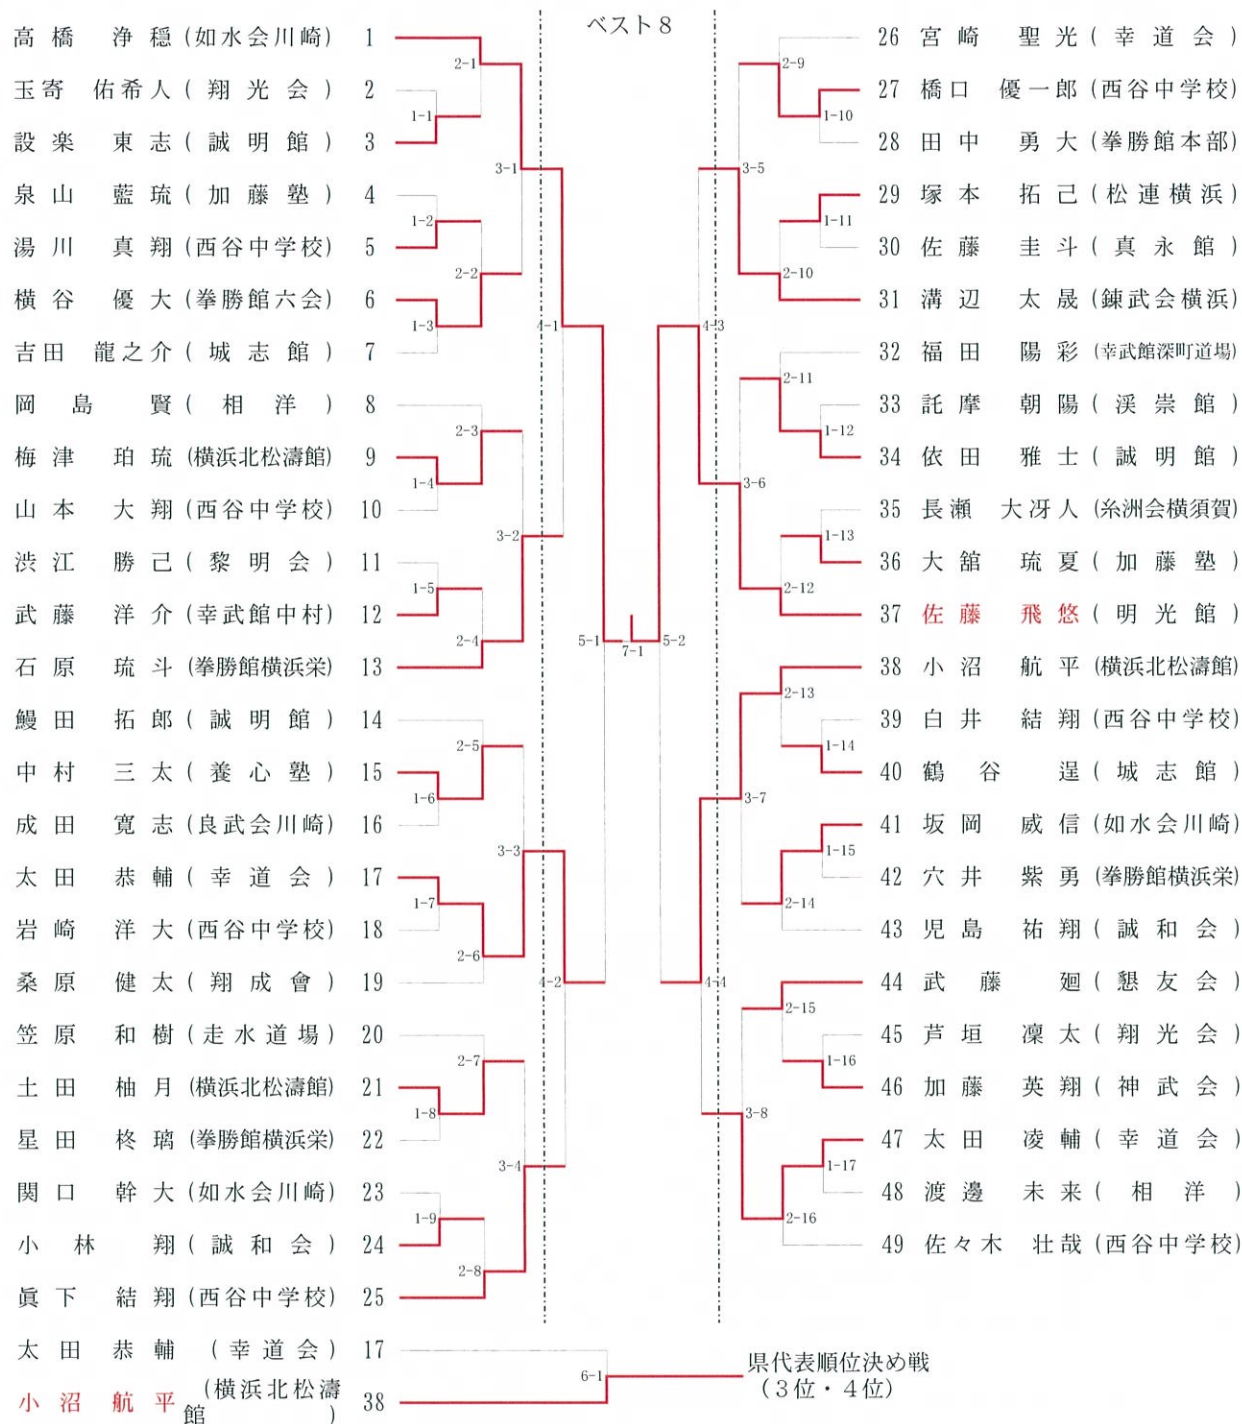 ベスト8
高橋 浄穏 (如水会川崎) 1
玉寄 佑希人 (翔光会) 2
設楽 東志 (誠明館) 3
泉山 藍琉 (加藤塾) 4
湯川 真翔 (西谷中学校) 5
横谷 優大 (拳勝館六会) 6
吉田 龍之介 (城志館) 7
岡島 賢 (相洋) 8
梅津 珀琉 (横浜北松濤館) 9
山本 大翔 (西谷中学校) 10
渋江 勝己 (黎明会) 11
武藤 洋介 (幸武館中村) 12
石原 琉斗 (拳勝館横浜栄) 13
鰻田 拓郎 (誠明館) 14
中村 三太 (養心塾) 15
成田 寛志 (良武会川崎) 16
太田 恭輔 (幸道会) 17
岩崎 洋大 (西谷中学校) 18
桑原 健太 (翔成會) 19
笠原 和樹 (走水道場) 20
土田 柚月 (横浜北松濤館) 21
星田 柊璃 (拳勝館横浜栄) 22
関口 幹大 (如水会川崎) 23
小林 翔 (誠和会) 24
眞下 結翔 (西谷中学校) 25
1-1
1-2
1-3
1-4
1-5
1-6
1-7
1-8
1-9
2-1
2-2
2-3
2-4
2-5
2-6
2-7
2-8
3-1
3-2
3-3
3-4
4-1
4-2
5-1
7-1
5-2
4-3
4-4
3-5
3-6
3-7
3-8
2-9
2-10
2-11
2-12
2-13
2-14
2-15
2-16
1-10
1-11
1-12
1-13
1-14
1-15
1-16
1-17
26 宮崎 聖光 (幸道会)
27 橋口 優一郎 (西谷中学校)
28 田中 勇大 (拳勝館本部)
29 塚本 拓己 (松連横浜)
30 佐藤 圭斗 (真永館)
31 溝辺 太晟 (錬武会横浜)
32 福田 陽彩 (幸武館深町道場)
33 託摩 朝陽 (渓崇館)
34 依田 雅士 (誠明館)
35 長瀬 大冴人 (糸洲会横須賀)
36 大舘 琉夏 (加藤塾)
37 佐藤 飛悠 (明光館)
38 小沼 航平 (横浜北松濤館)
39 白井 結翔 (西谷中学校)
40 鶴谷 逞 (城志館)
41 坂岡 威信 (如水会川崎)
42 穴井 紫勇 (拳勝館横浜栄)
43 児島 祐翔 (誠和会)
44 武藤 廻 (懇友会)
45 芦垣 凜太 (翔光会)
46 加藤 英翔 (神武会)
47 太田 凌輔 (幸道会)
48 渡邊 未来 (相洋)
49 佐々木 壮哉 (西谷中学校)
太田 恭輔 (幸道会) 17
小沼 航平 (横浜北松濤館) 38
6-1
県代表順位決め戦
(3位・4位)